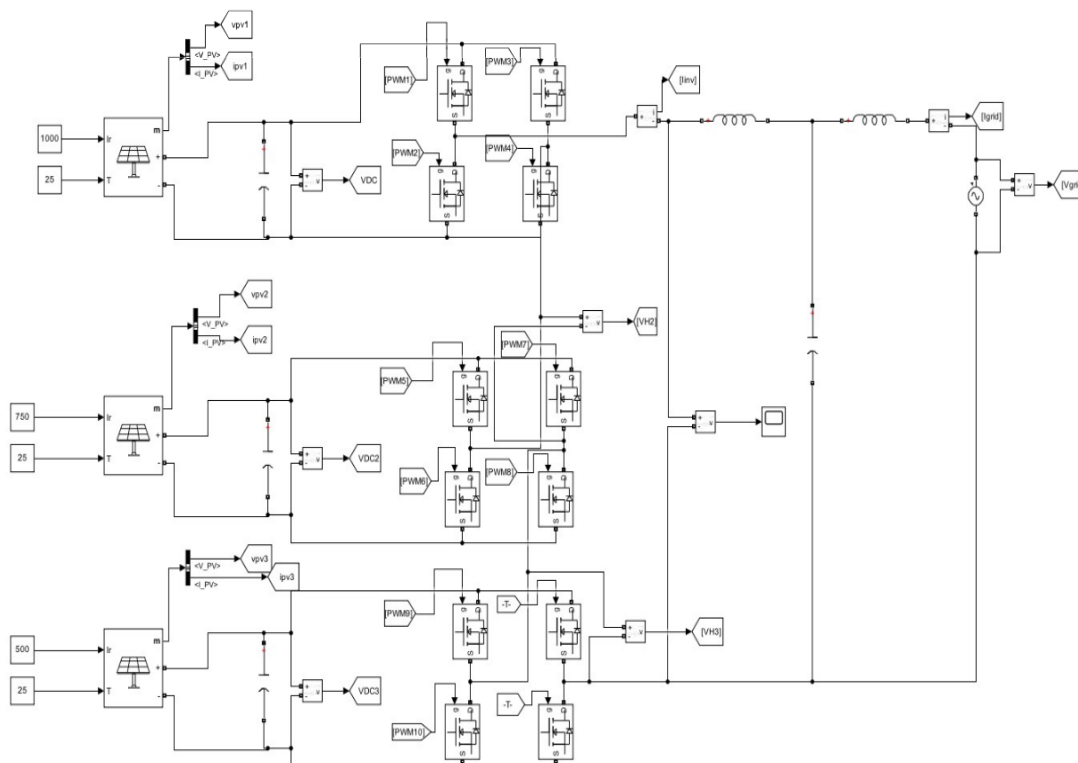 vpv1
<V_PV>
<I_PV>
ipv1
[PWM1]
[PWM3]
[Iinv]
[Igrid]
1000
Ir
m
+
25
T
-
VDC
[PWM2]
[PWM4]
vpv2
<V_PV>
<I_PV>
ipv2
[VH2]
[PWM5]
[PWM7]
750
Ir
m
+
25
T
-
VDC2
[PWM6]
[PWM8]
vpv3
<V_PV>
<I_PV>
ipv3
[PWM9]
-T-
[VH3]
500
Ir
m
+
25
T
-
VDC3
[PWM10]
-T-